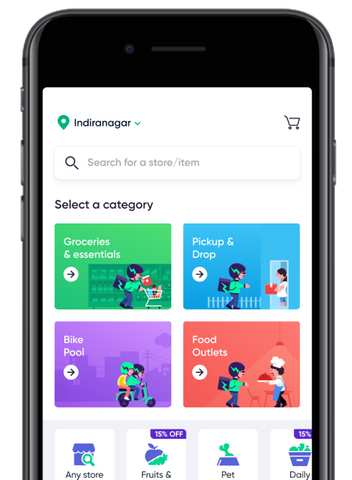 Indiranagar
Search for a store/item
Select a category
Groceries
& essentials
Pickup &
Drop
Bike
Pool
Food
Outlets
15% OFF
15%
Any store
Fruits &
Pet
Daily